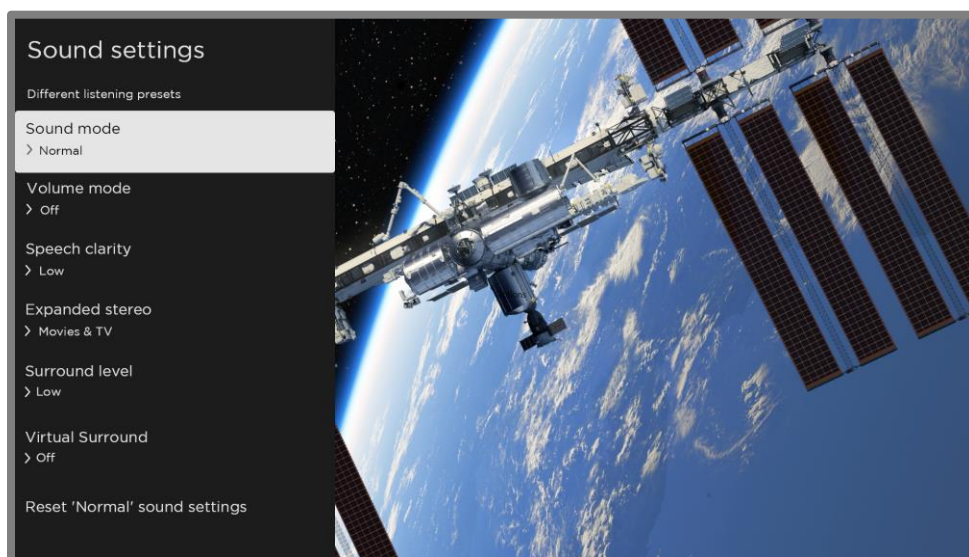 Sound settings
Different listening presets
Sound mode
Normal
Volume mode
Off
Speech clarity
Low
Expanded stereo
Movies & TV
Surround level
Low
Virtual Surround
Off
Reset 'Normal' sound settings